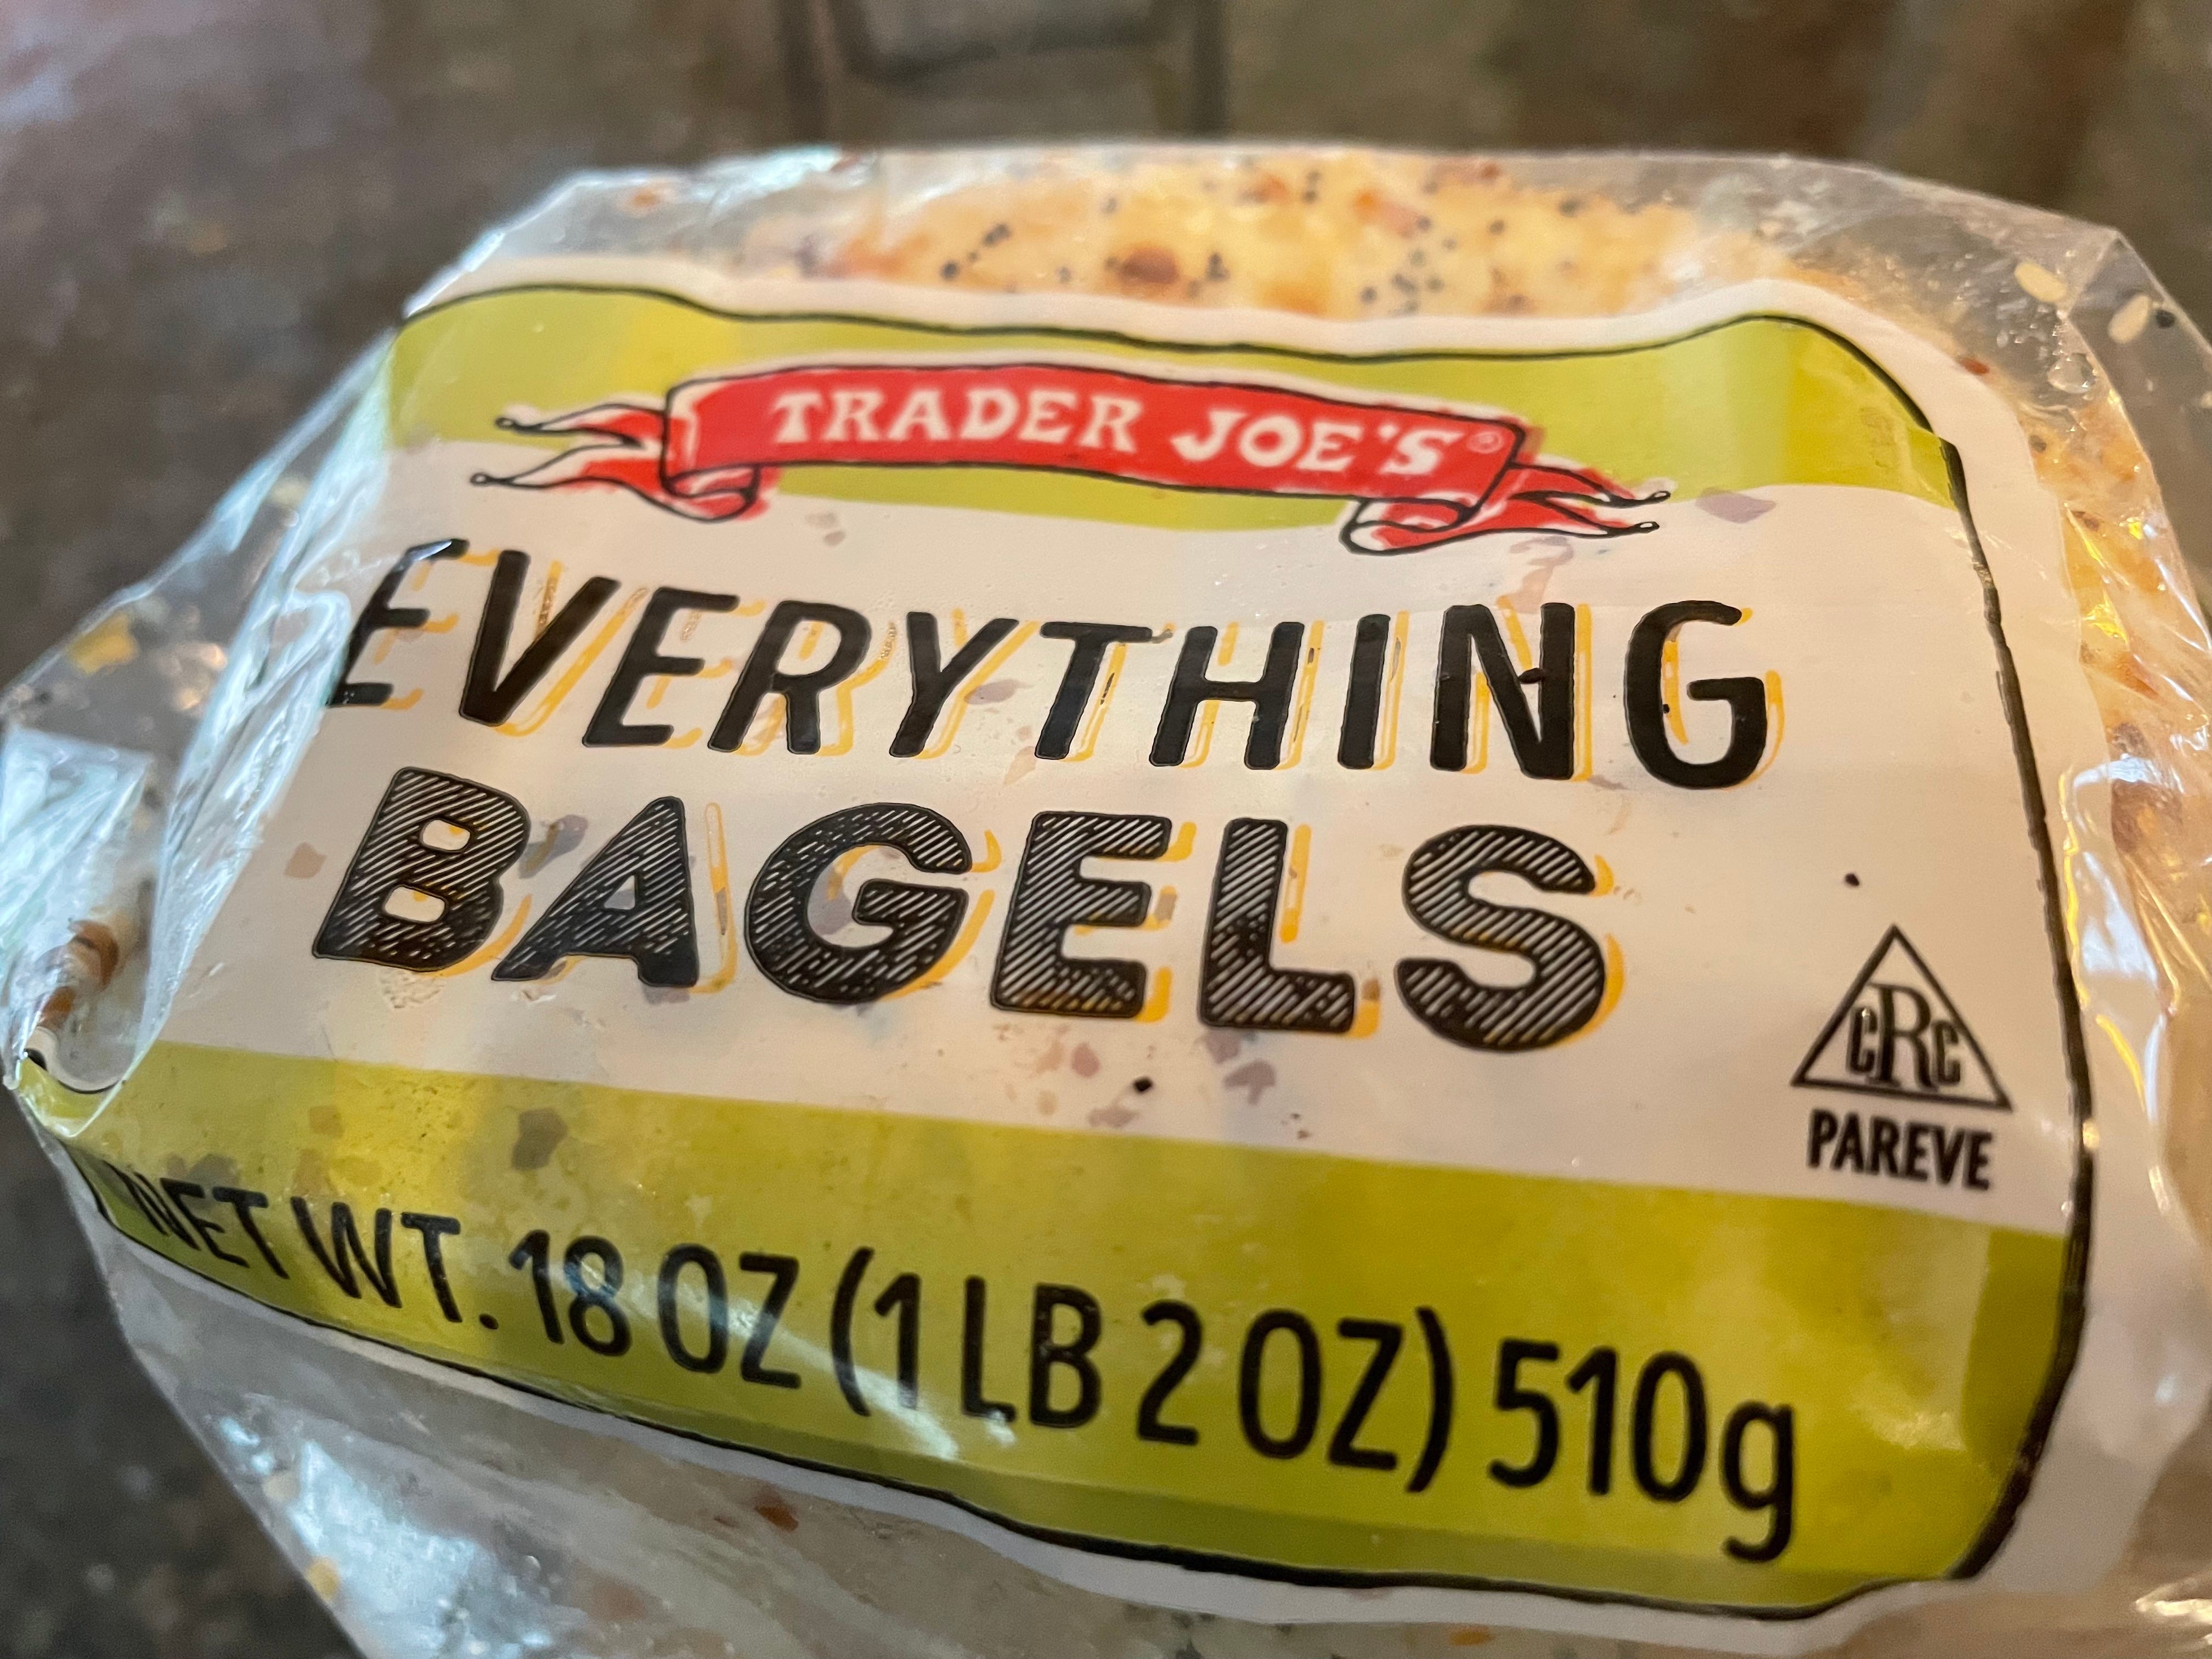 TRADER JOE'S®
EVERYTHING
BAGELS
cRc
PAREVE
NET WT. 18 OZ (1 LB 2 OZ) 510g